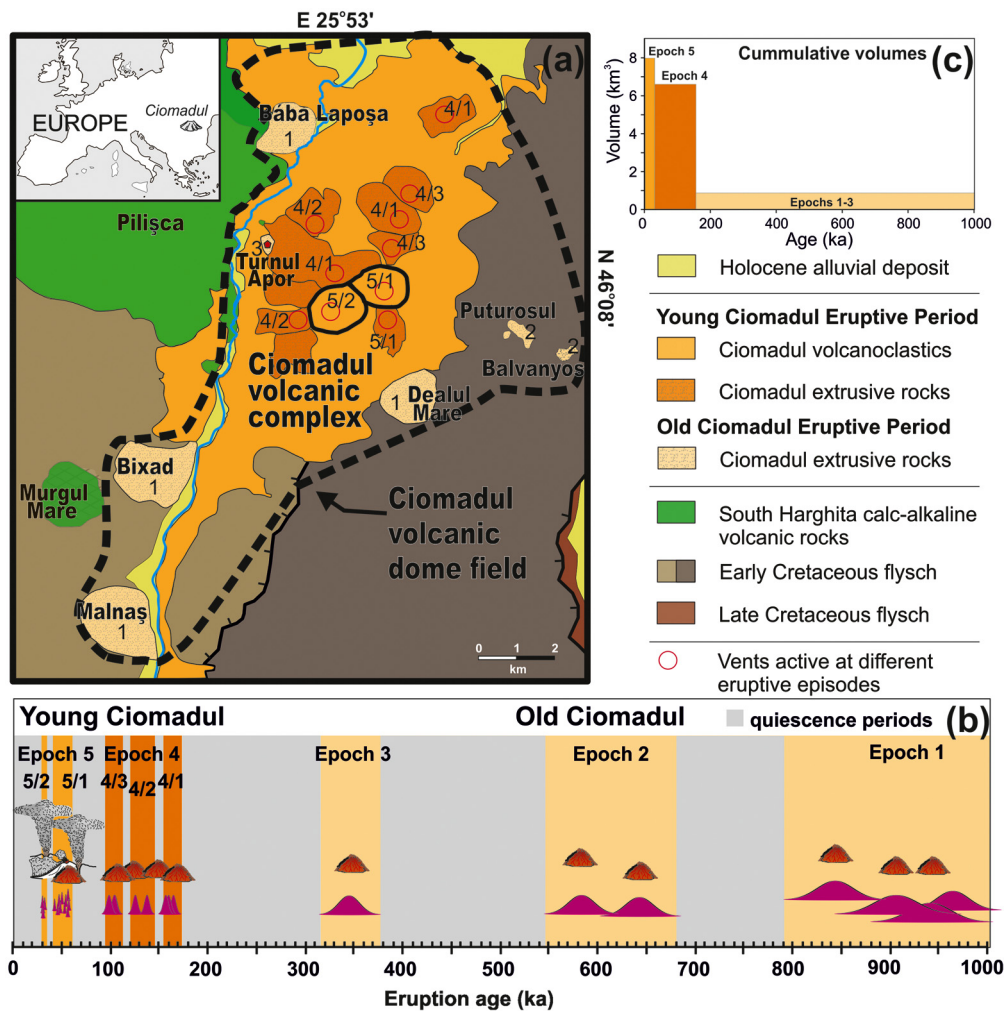 E 25°53'
(a)
EUROPE
Ciomadul
Baba Lapoşa
1
4/1
Pilişca
4/2
4/3
4/1
4/3
3
Turnul
Apor
4/1
5/1
5/2
4/2
5/1
Ciomadul
volcanic
complex
Puturosul
2
2
Balvanyos
1
Dealul
Mare
Bixad
1
Murgul
Mare
Ciomadul
volcanic
dome field
Malnaş
1
0 1 2
km
N 46°08'
Cummulative volumes
(c)
Epoch 5
Epoch 4
Epochs 1-3
Volume (km³)
8
6
4
2
0
0 200 400 600 800 1000
Age (ka)
Holocene alluvial deposit
Young Ciomadul Eruptive Period
Ciomadul volcanoclastics
Ciomadul extrusive rocks
Old Ciomadul Eruptive Period
Ciomadul extrusive rocks
South Harghita calc-alkaline
volcanic rocks
Early Cretaceous flysch
Late Cretaceous flysch
Vents active at different
eruptive episodes
Young Ciomadul
Old Ciomadul
quiescence periods
(b)
Epoch 5 Epoch 4 Epoch 3 Epoch 2 Epoch 1
5/2 5/1 4/3 4/2 4/1
0 100 200 300 400 500 600 700 800 900 1000
Eruption age (ka)